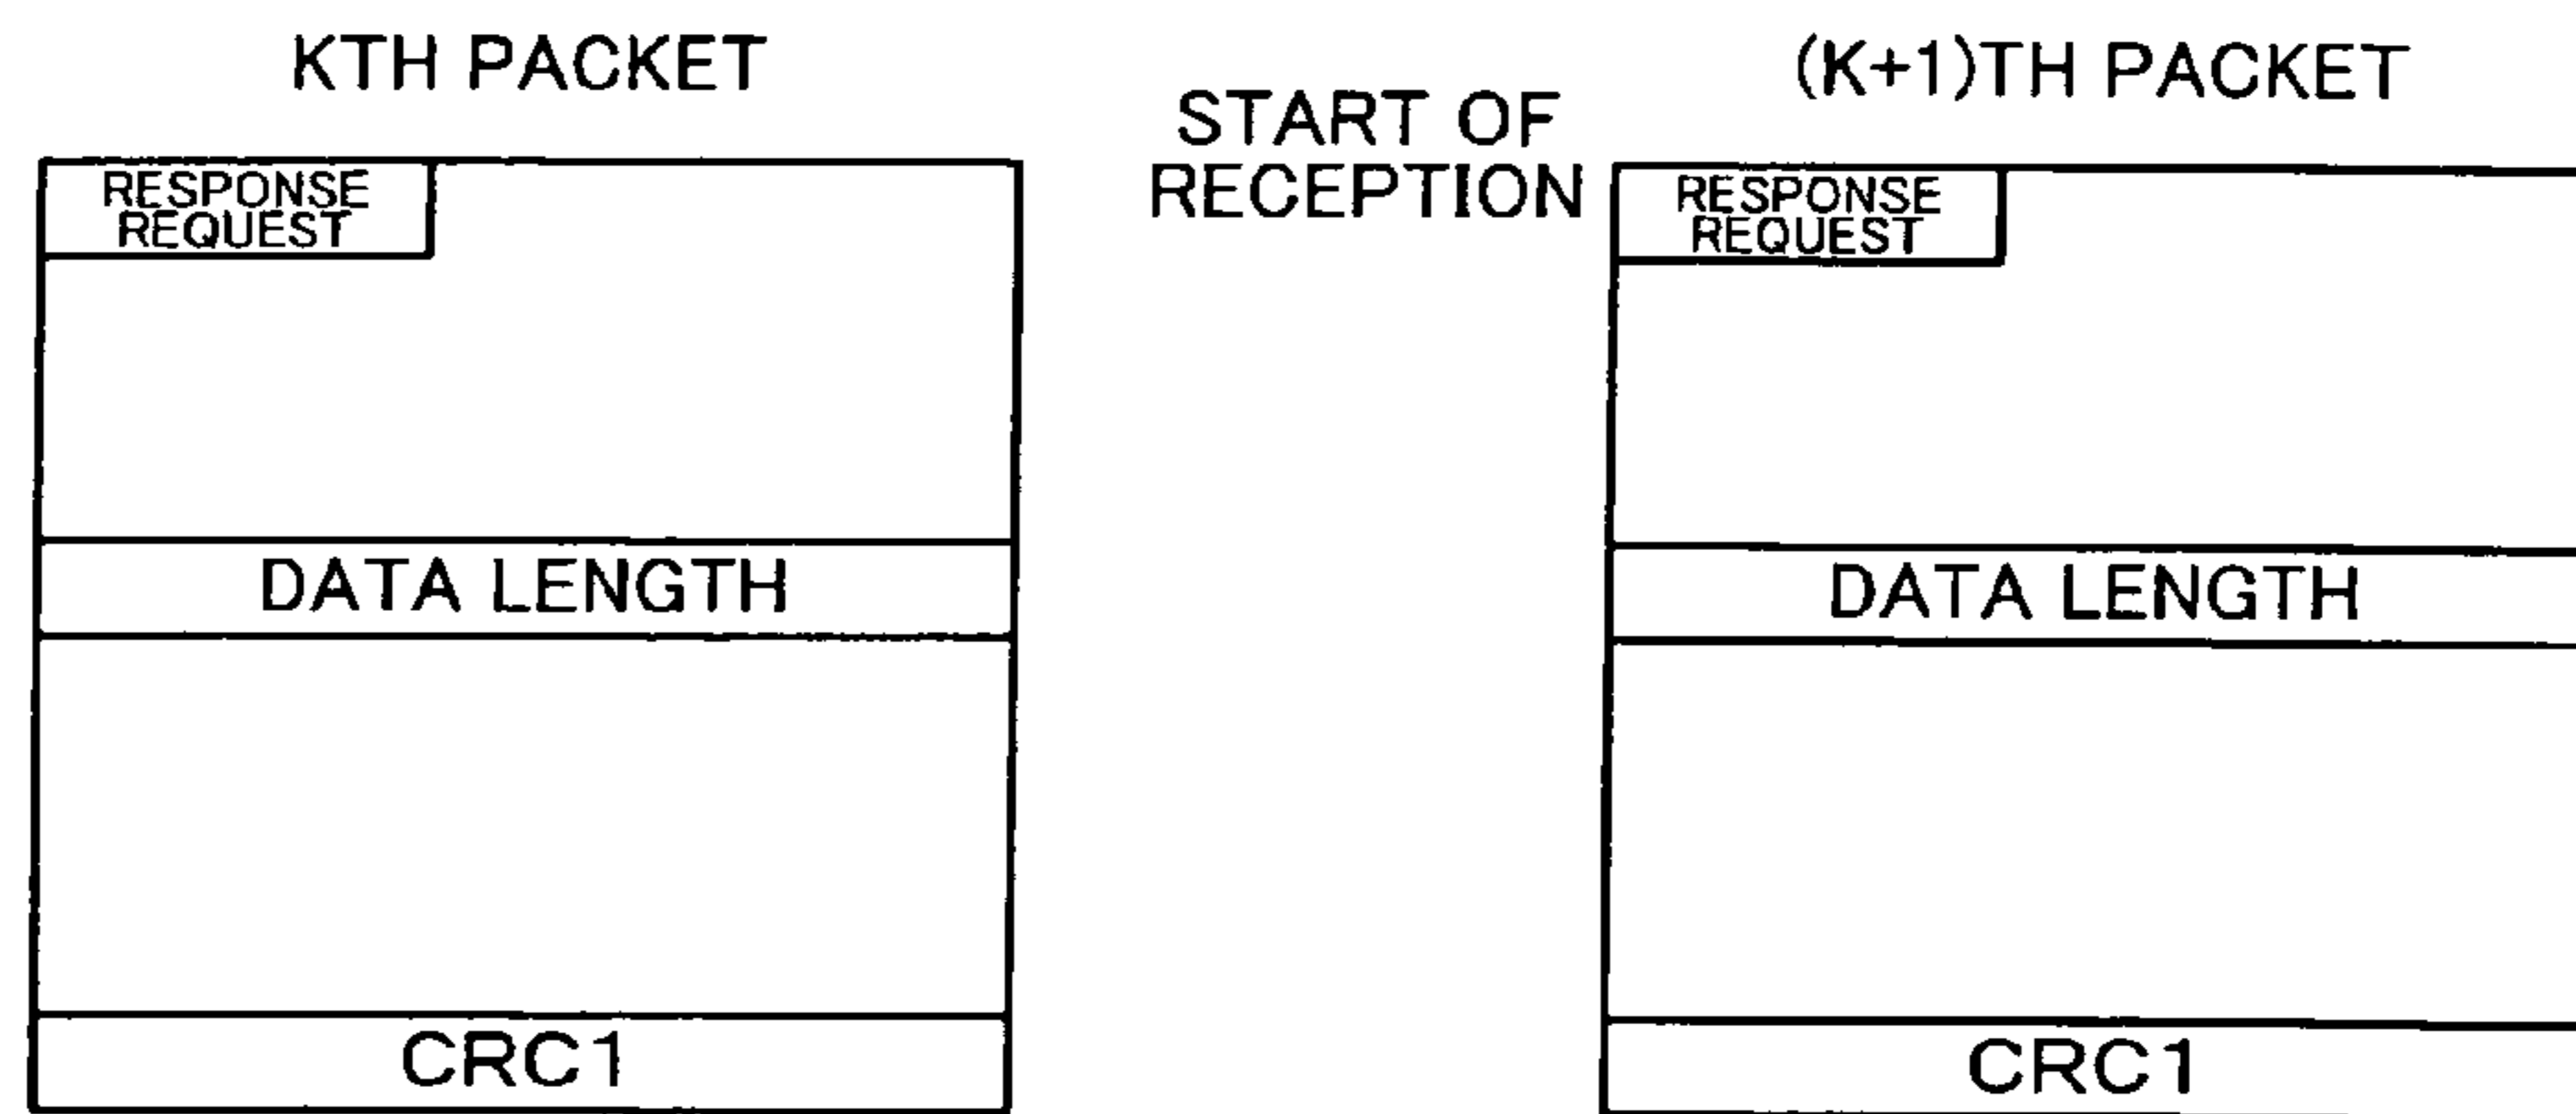 KTH PACKET
RESPONSE
REQUEST
DATA LENGTH
CRC1
START OF
RECEPTION
(K+1)TH PACKET
RESPONSE
REQUEST
DATA LENGTH
CRC1